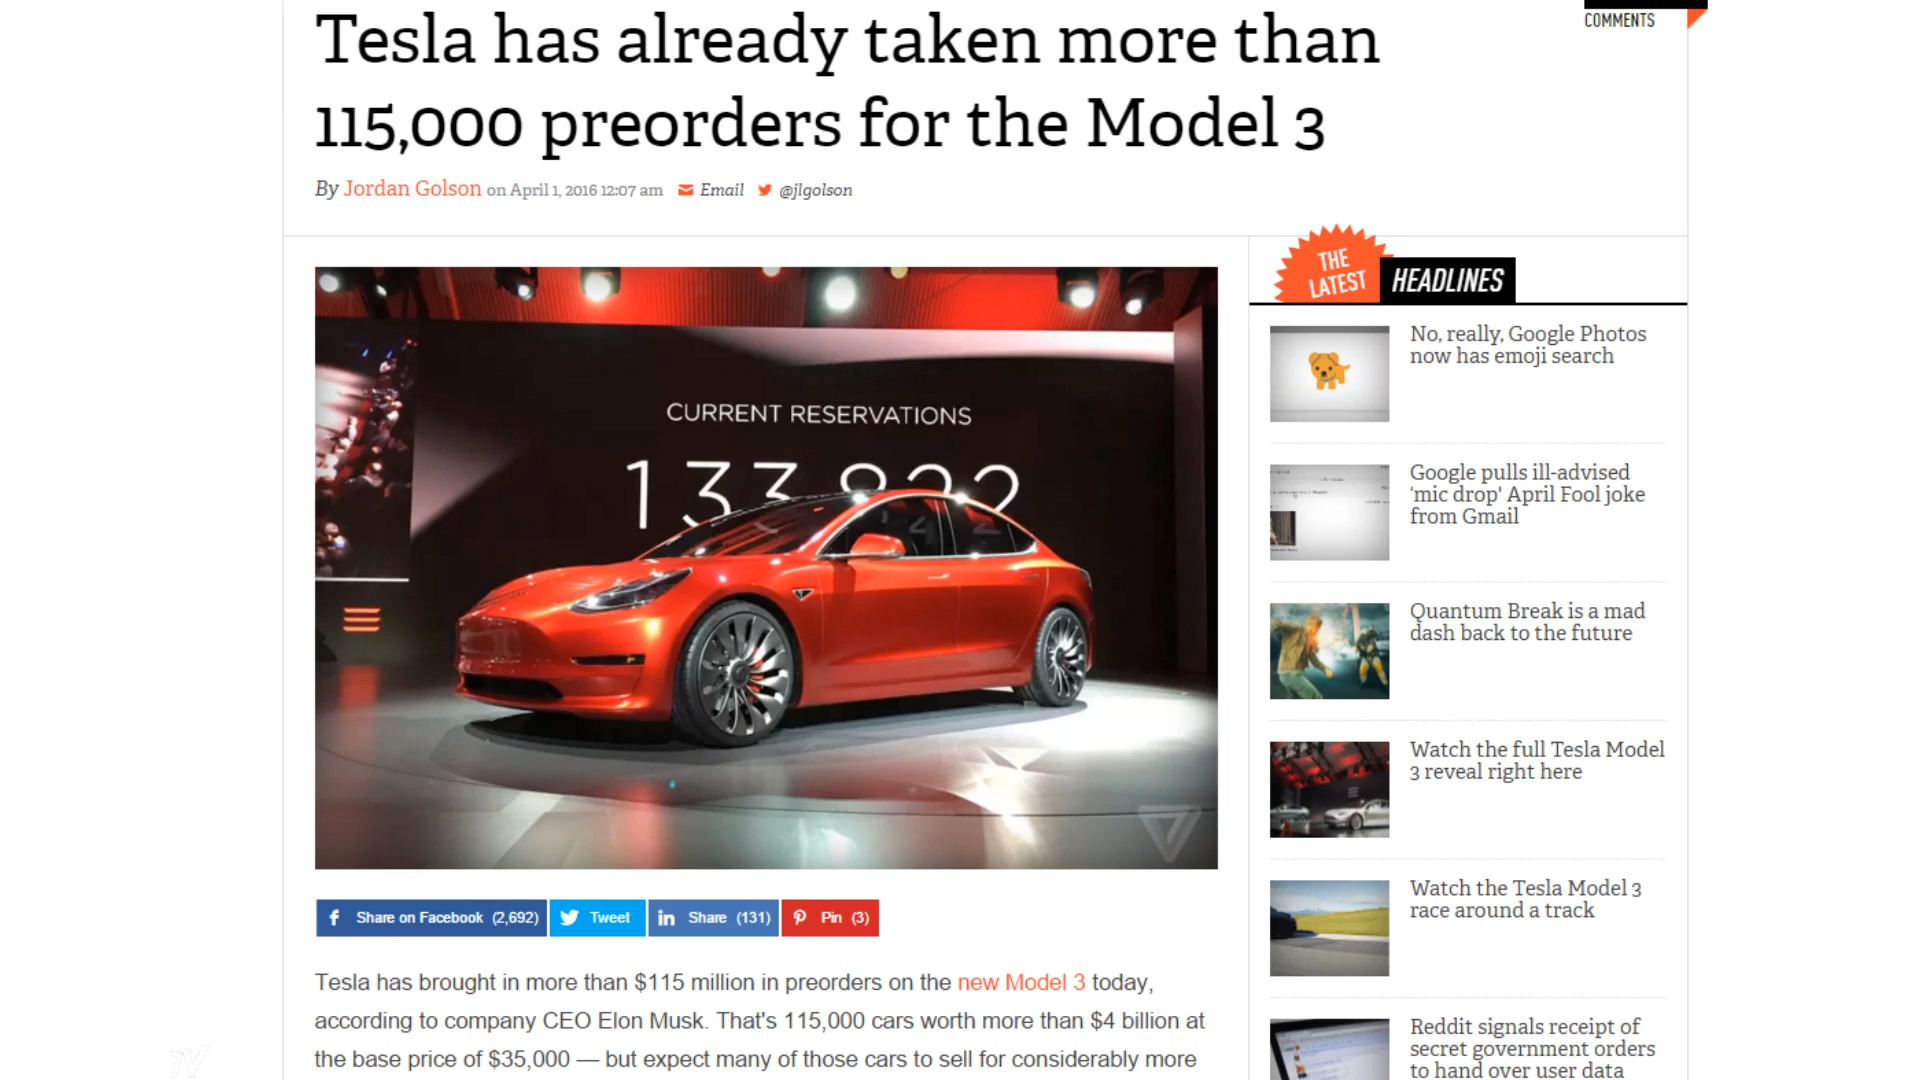 COMMENTS
Tesla has already taken more than
115,000 preorders for the Model 3
By Jordan Golson on April 1, 2016 12:07 am Email @jlgolson
CURRENT RESERVATIONS
Share on Facebook (2,692) Tweet Share (131) Pin (3)
Tesla has brought in more than $115 million in preorders on the new Model 3 today,
according to company CEO Elon Musk. That's 115,000 cars worth more than $4 billion at
the base price of $35,000 — but expect many of those cars to sell for considerably more
THE
LATEST
HEADLINES
No, really, Google Photos
now has emoji search
Google pulls ill-advised
'mic drop' April Fool joke
from Gmail
Quantum Break is a mad
dash back to the future
Watch the full Tesla Model
3 reveal right here
Watch the Tesla Model 3
race around a track
Reddit signals receipt of
secret government orders
to hand over user data